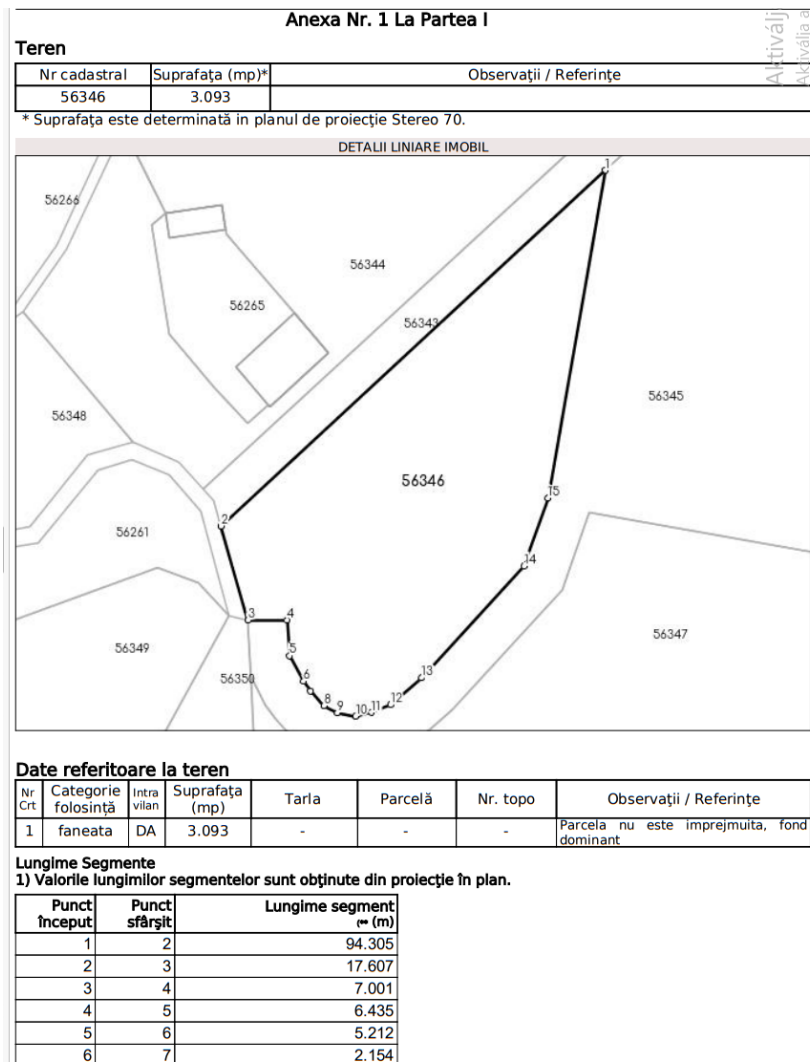 Anexa Nr. 1 La Partea I
Teren
Nr cadastral Suprafața (mp)* Observații / Referințe
56346 3.093
* Suprafața este determinată in planul de proiecție Stereo 70.
DETALII LINIARE IMOBIL
1
56266
56344
56265
56343
56345
56348
56346
15
2
56261
14
3 4
56347
56349
5
13
56350
6
8
12
9 10 11
Date referitoare la teren
Nr Crt Categorie folosință Intra vilan Suprafața (mp) Tarla Parcelă Nr. topo Observații / Referințe
1 faneata DA 3.093 - - - Parcela nu este imprejmuita, fond dominant
Lungime Segmente
1) Valorile lungimilor segmentelor sunt obținute din proiecție în plan.
Punct început Punct sfârșit Lungime segment (** (m)
1 2 94.305
2 3 17.607
3 4 7.001
4 5 6.435
5 6 5.212
6 7 2.154
Aktiválj
Aktiválja a